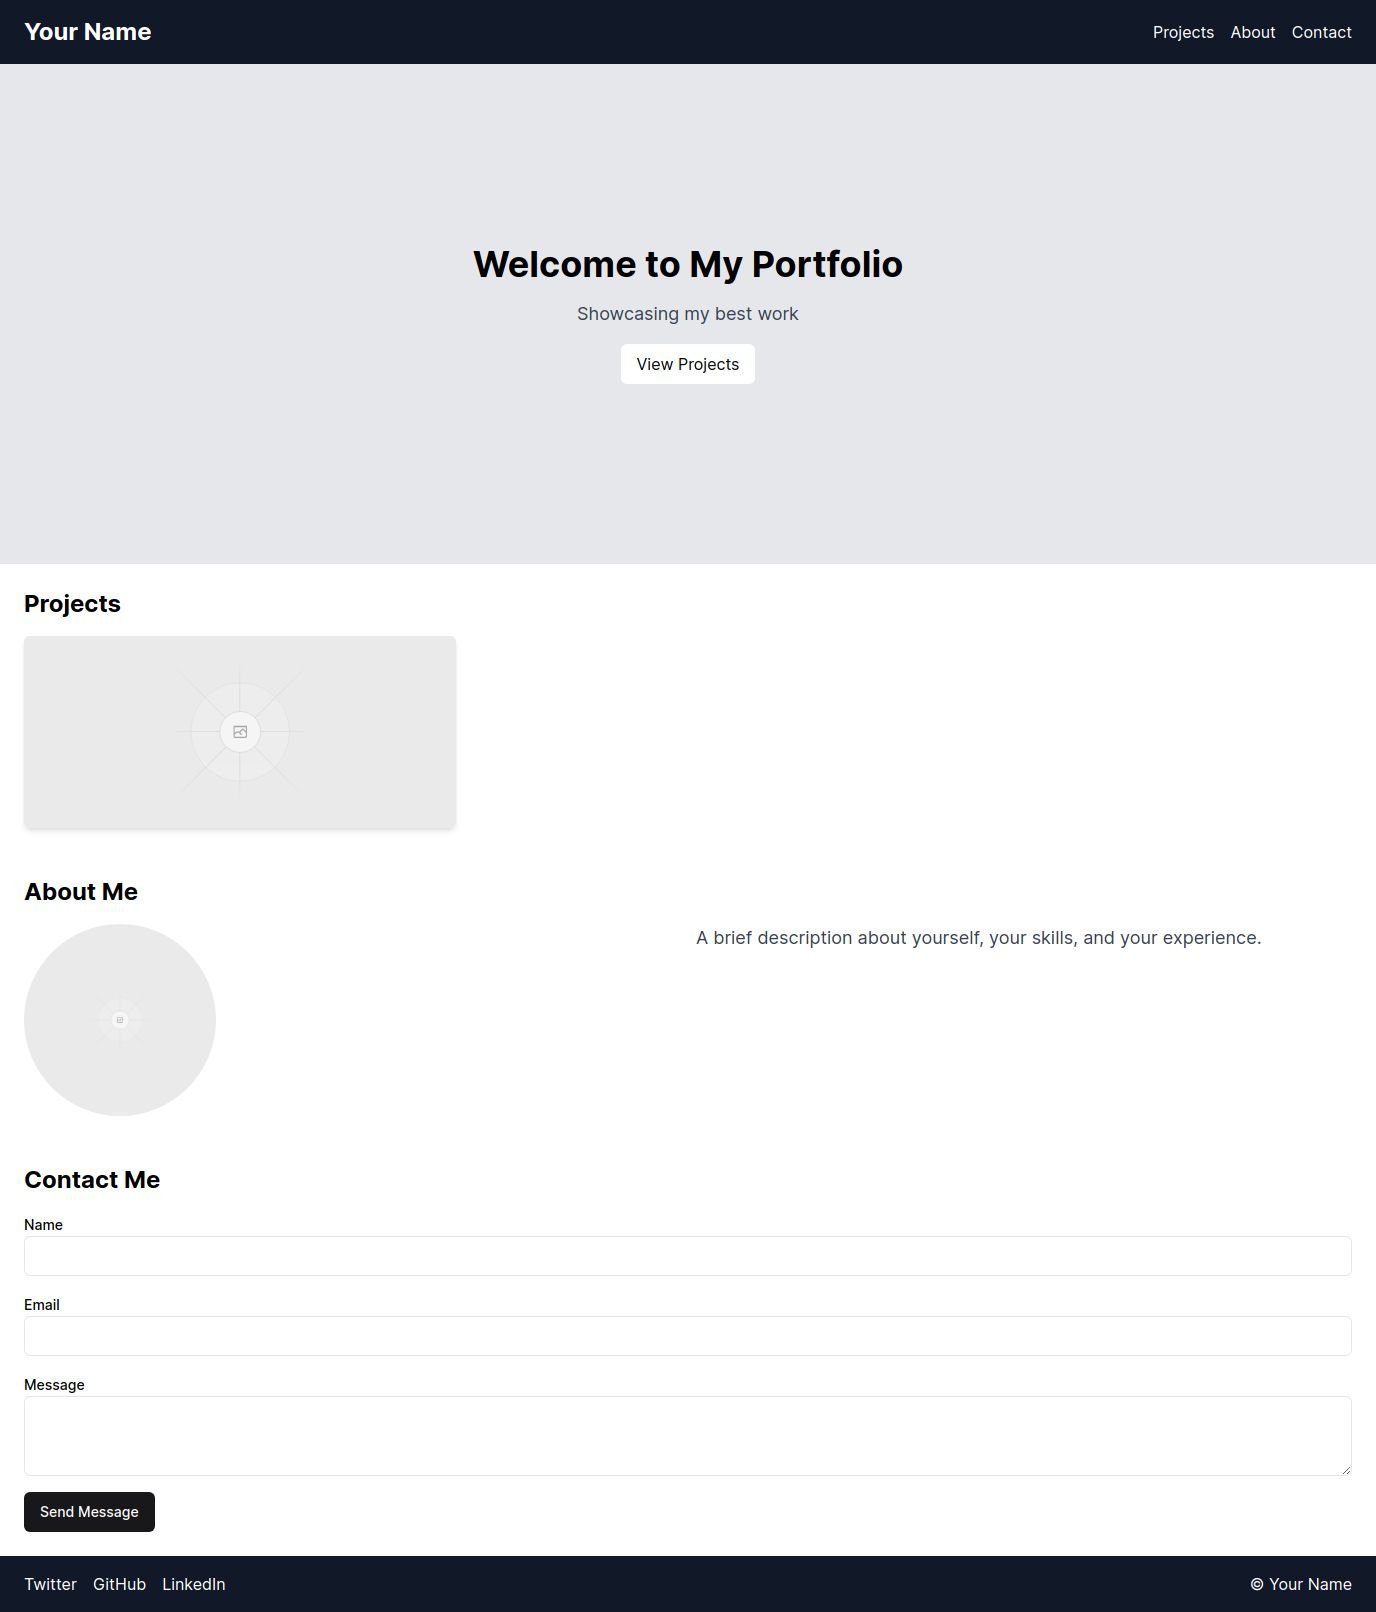 Your Name
Projects About Contact
Welcome to My Portfolio
Showcasing my best work
View Projects
Projects
About Me
A brief description about yourself, your skills, and your experience.
Contact Me
Name
Email
Message
Send Message
Twitter GitHub LinkedIn
© Your Name